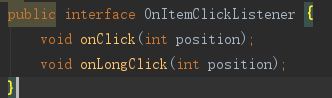 public interface OnItemClickListener {
    void onClick(int position);
    void onLongClick(int position);
}